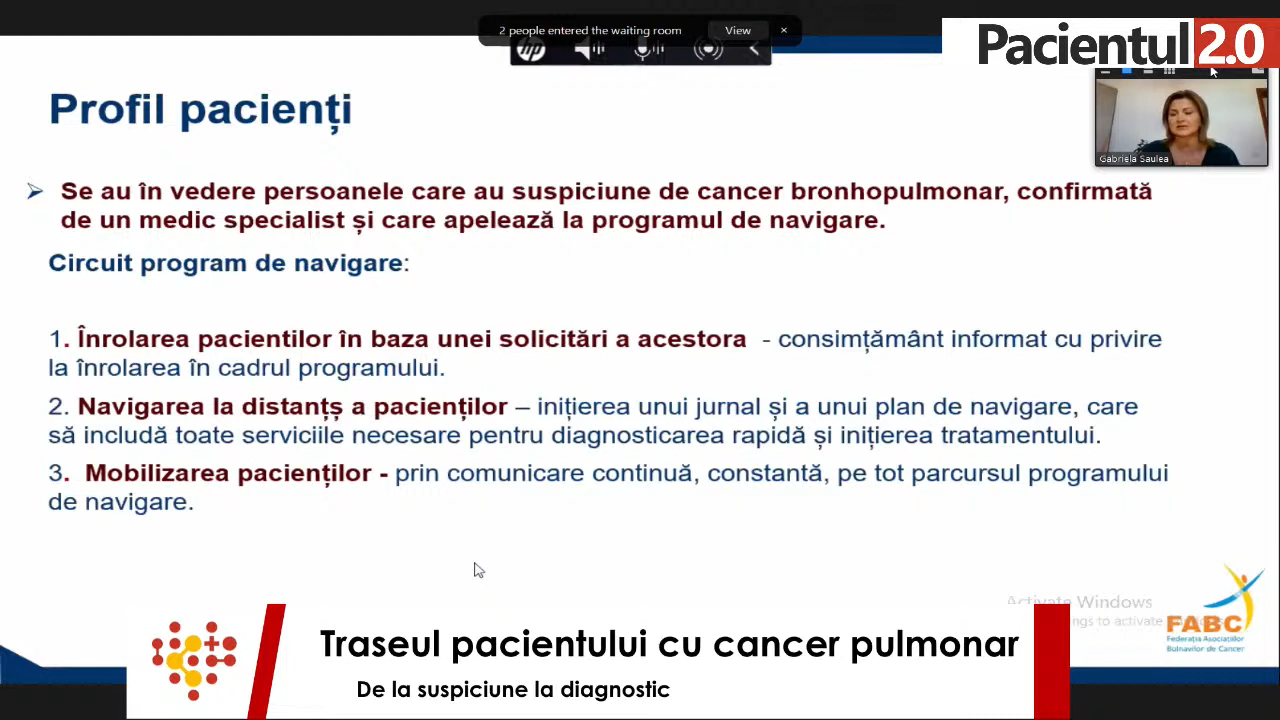 2 people entered the waiting room
View
×
hp
Pacientul 2.0
Gabriela Saulea
Profil pacienți
Se au în vedere persoanele care au suspiciune de cancer bronhopulmonar, confirmată
de un medic specialist și care apelează la programul de navigare.
Circuit program de navigare:
1. Înrolarea pacientilor în baza unei solicitări a acestora - consimțământ informat cu privire
la înrolarea în cadrul programului.
2. Navigarea la distanțș a pacienților – inițierea unui jurnal și a unui plan de navigare, care
să includă toate serviciile necesare pentru diagnosticarea rapidă și inițierea tratamentului.
3. Mobilizarea pacienților - prin comunicare continuă, constantă, pe tot parcursul programului
de navigare.
Activate Windows
to activate
FABC
Federația Asociațiilor
Bolnavilor de Cancer
Traseul pacientului cu cancer pulmonar
De la suspiciune la diagnostic